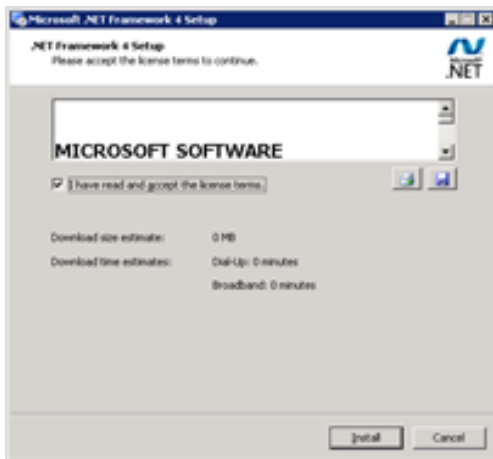 Microsoft .NET Framework 4 Setup
.NET Framework 4 Setup
Please accept the license terms to continue.
Microsoft
.NET
MICROSOFT SOFTWARE
I have read and accept the license terms.
Download size estimate: 0 MB
Download time estimates: Dial-Up: 0 minutes
Broadband: 0 minutes
Install Cancel